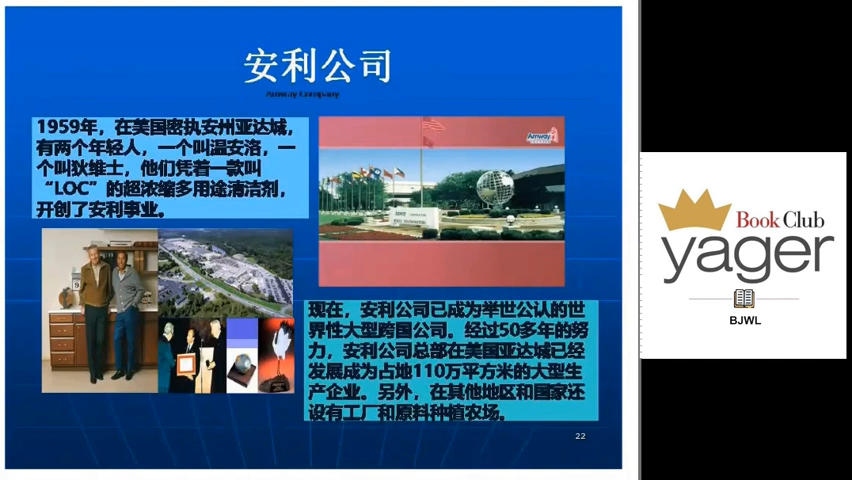 安利公司
Amway Company
1959年，在美国密执安州亚达城，
有两个年轻人，一个叫温安洛，一
个叫狄维士，他们凭着一款叫
“LOC”的超浓缩多用途清洁剂，
开创了安利事业。
Amway
现在，安利公司已成为举世公认的世
界性大型跨国公司。经过50多年的努
力，安利公司总部在美国亚达城已经
发展成为占地110万平方米的大型生
产企业。另外，在其他地区和国家还
设有工厂和原料种植农场。
22
Book Club
yager
BJWL